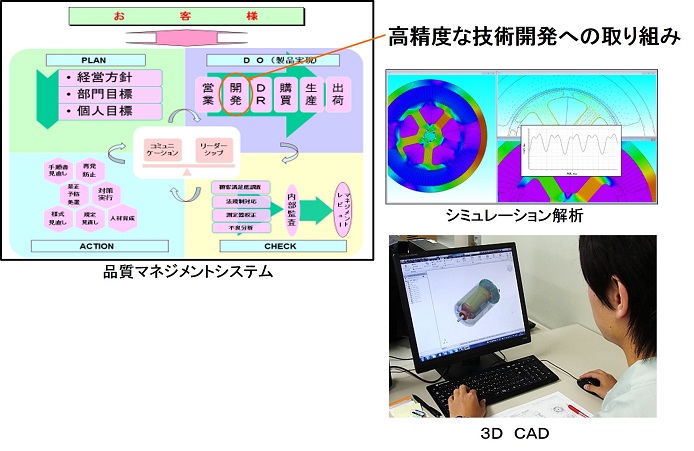 お客様
PLAN
・経営方針
・部門目標
・個人目標
DO(製品実現)
営業
開発
DR
購買
生産
出荷
コミュニケーション
リーダーシップ
手順書見直し
再発防止
是正予防処置
対策実行
様式見直し
規定見直し
人材育成
ACTION
顧客満足度調査
法規制対応
測定器校正
不良分析
内部監査
マネジメントレビュー
CHECK
品質マネジメントシステム
高精度な技術開発への取り組み
シミュレーション解析
3D CAD